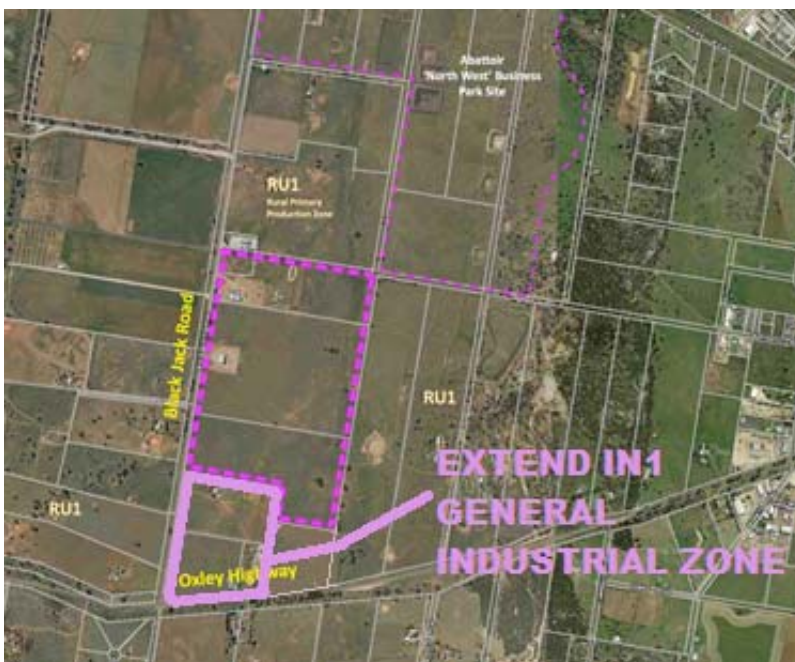 Abattoir
'North West' Business
Park Site
RU1
Rural Primary
Production Zone
Black Jack Road
RU1
EXTEND IN1
GENERAL
INDUSTRIAL ZONE
RU1
Oxley Highway